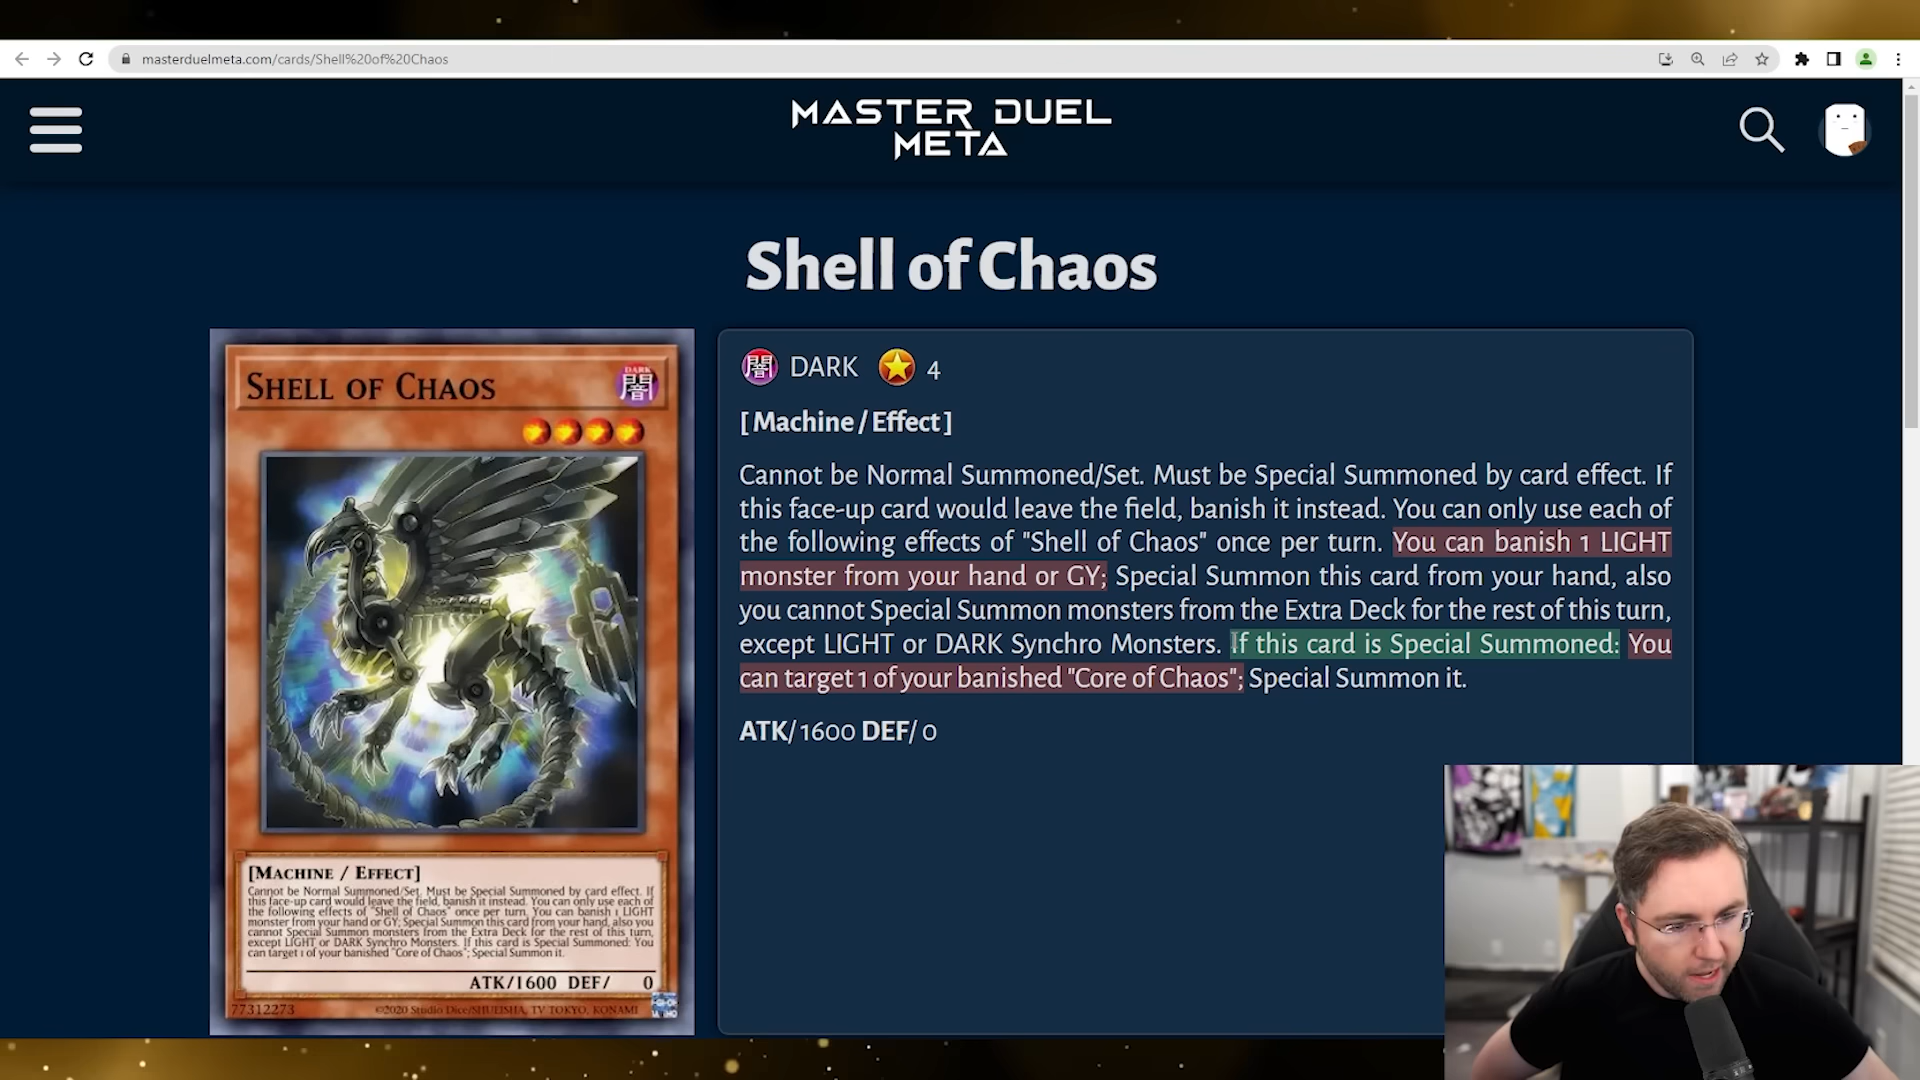 masterduelmeta.com/cards/Shell%20of%20Chaos
MASTER DUEL
META
Shell of Chaos
SHELL OF CHAOS
DARK
闇
[MACHINE / EFFECT]
Cannot be Normal Summoned/Set. Must be Special Summoned by card effect. If
this face-up card would leave the field, banish it instead. You can only use each of
the following effects of "Shell of Chaos" once per turn. You can banish 1 LIGHT
monster from your hand or GY; Special Summon this card from your hand, also you
cannot Special Summon monsters from the Extra Deck for the rest of this turn,
except LIGHT or DARK Synchro Monsters. If this card is Special Summoned: You
can target 1 of your banished "Core of Chaos"; Special Summon it.
ATK/1600 DEF/ 0
77312273
©2020 Studio Dice/SHUEISHA, TV TOKYO, KONAMI
闇 DARK 4
[ Machine / Effect ]
Cannot be Normal Summoned/Set. Must be Special Summoned by card effect. If
this face-up card would leave the field, banish it instead. You can only use each of
the following effects of "Shell of Chaos" once per turn. You can banish 1 LIGHT
monster from your hand or GY; Special Summon this card from your hand, also
you cannot Special Summon monsters from the Extra Deck for the rest of this turn,
except LIGHT or DARK Synchro Monsters. If this card is Special Summoned: You
can target 1 of your banished "Core of Chaos"; Special Summon it.
ATK/ 1600 DEF/ 0